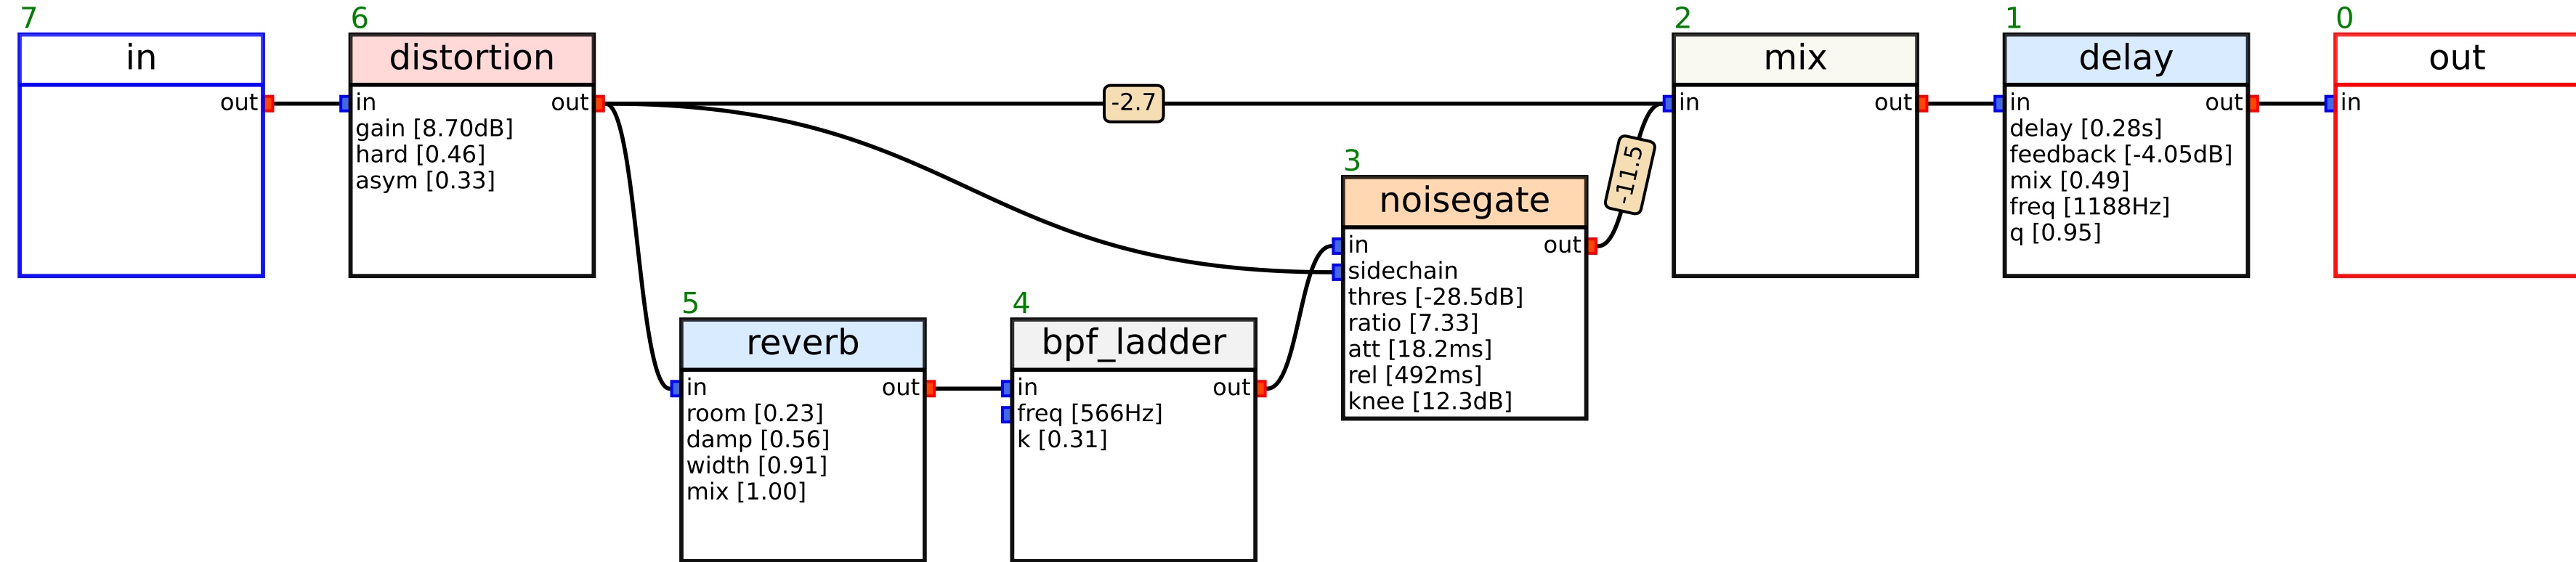 7
in
out
6
distortion
in out
gain [8.70dB]
hard [0.46]
asym [0.33]
-2.7
5
reverb
in out
room [0.23]
damp [0.56]
width [0.91]
mix [1.00]
4
bpf_ladder
in out
freq [566Hz]
k [0.31]
3
noisegate
in out
sidechain
thres [-28.5dB]
ratio [7.33]
att [18.2ms]
rel [492ms]
knee [12.3dB]
-11.5
2
mix
in out
1
delay
in out
delay [0.28s]
feedback [-4.05dB]
mix [0.49]
freq [1188Hz]
q [0.95]
0
out
in